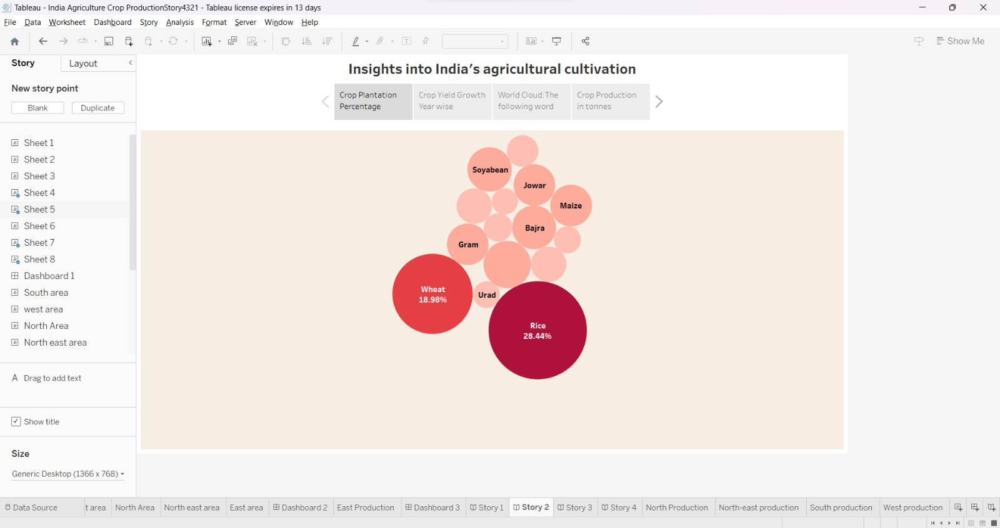 Tableau - India Agriculture Crop ProductionStory4321 - Tableau license expires in 13 days
File Data Worksheet Dashboard Story Analysis Format Server Window Help
Show Me
Story
Layout
New story point
Blank
Duplicate
Sheet 1
Sheet 2
Sheet 3
Sheet 4
Sheet 5
Sheet 6
Sheet 7
Sheet 8
Dashboard 1
South area
west area
North Area
North east area
A Drag to add text
Show title
Size
Generic Desktop (1366 x 768)
Insights into India's agricultural cultivation
Crop Plantation
Percentage
Crop Yield Growth
Year wise
World Cloud:The
following word
Crop Production
in tonnes
Soyabean
Jowar
Maize
Bajra
Gram
Wheat
18.98%
Urad
Rice
28.44%
Data Source
t area
North Area
North east area
East area
Dashboard 2
East Production
Dashboard 3
Story 1
Story 2
Story 3
Story 4
North Production
North-east production
South production
West production